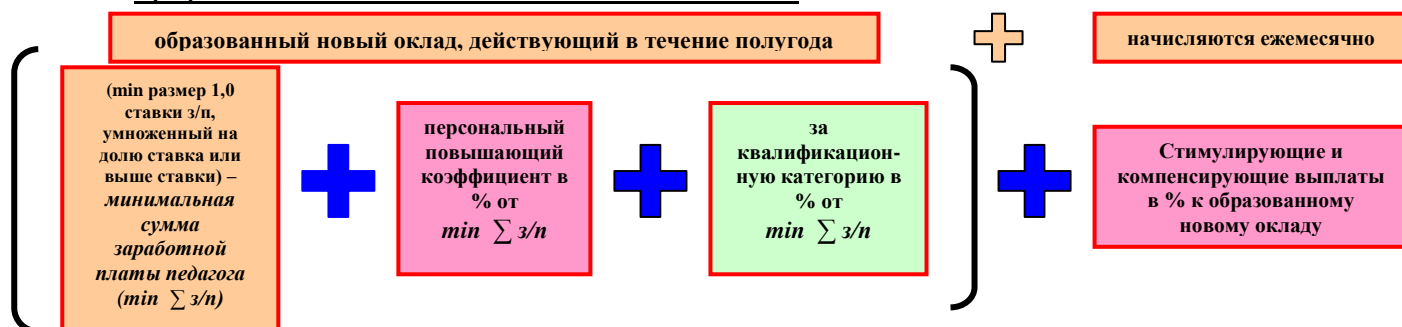 образованный новый оклад, действующий в течение полугода
начисляются ежемесячно
(min размер 1,0
ставки з/п,
умноженный на
долю ставка или
выше ставки) –
минимальная
сумма
заработной
платы педагога
(min ∑ з/п)
персональный
повышающий
коэффициент в
% от
min ∑ з/п
за
квалификацион-
ную категорию в
% от
min ∑ з/п
Стимулирующие и
компенсирующие выплаты
в % к образованному
новому окладу